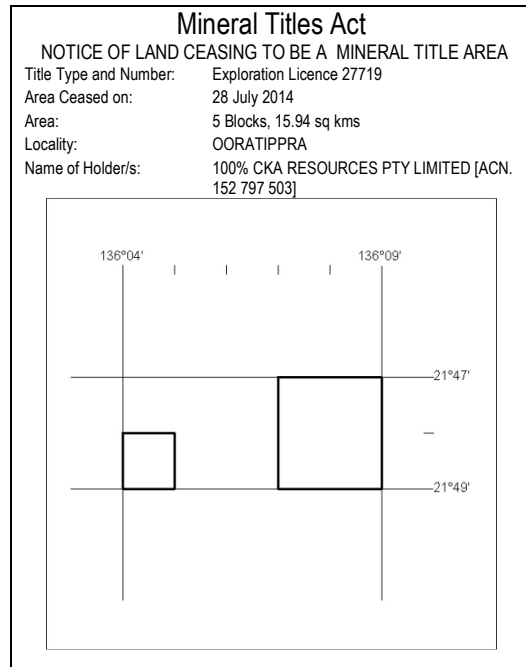 Mineral Titles Act
NOTICE OF LAND CEASING TO BE A MINERAL TITLE AREA
Title Type and Number: Exploration Licence 27719
Area Ceased on: 28 July 2014
Area: 5 Blocks, 15.94 sq kms
Locality: OORATIPPRA
Name of Holder/s: 100% CKA RESOURCES PTY LIMITED [ACN.
152 797 503]
136°04' 136°09'
21°47'
21°49'